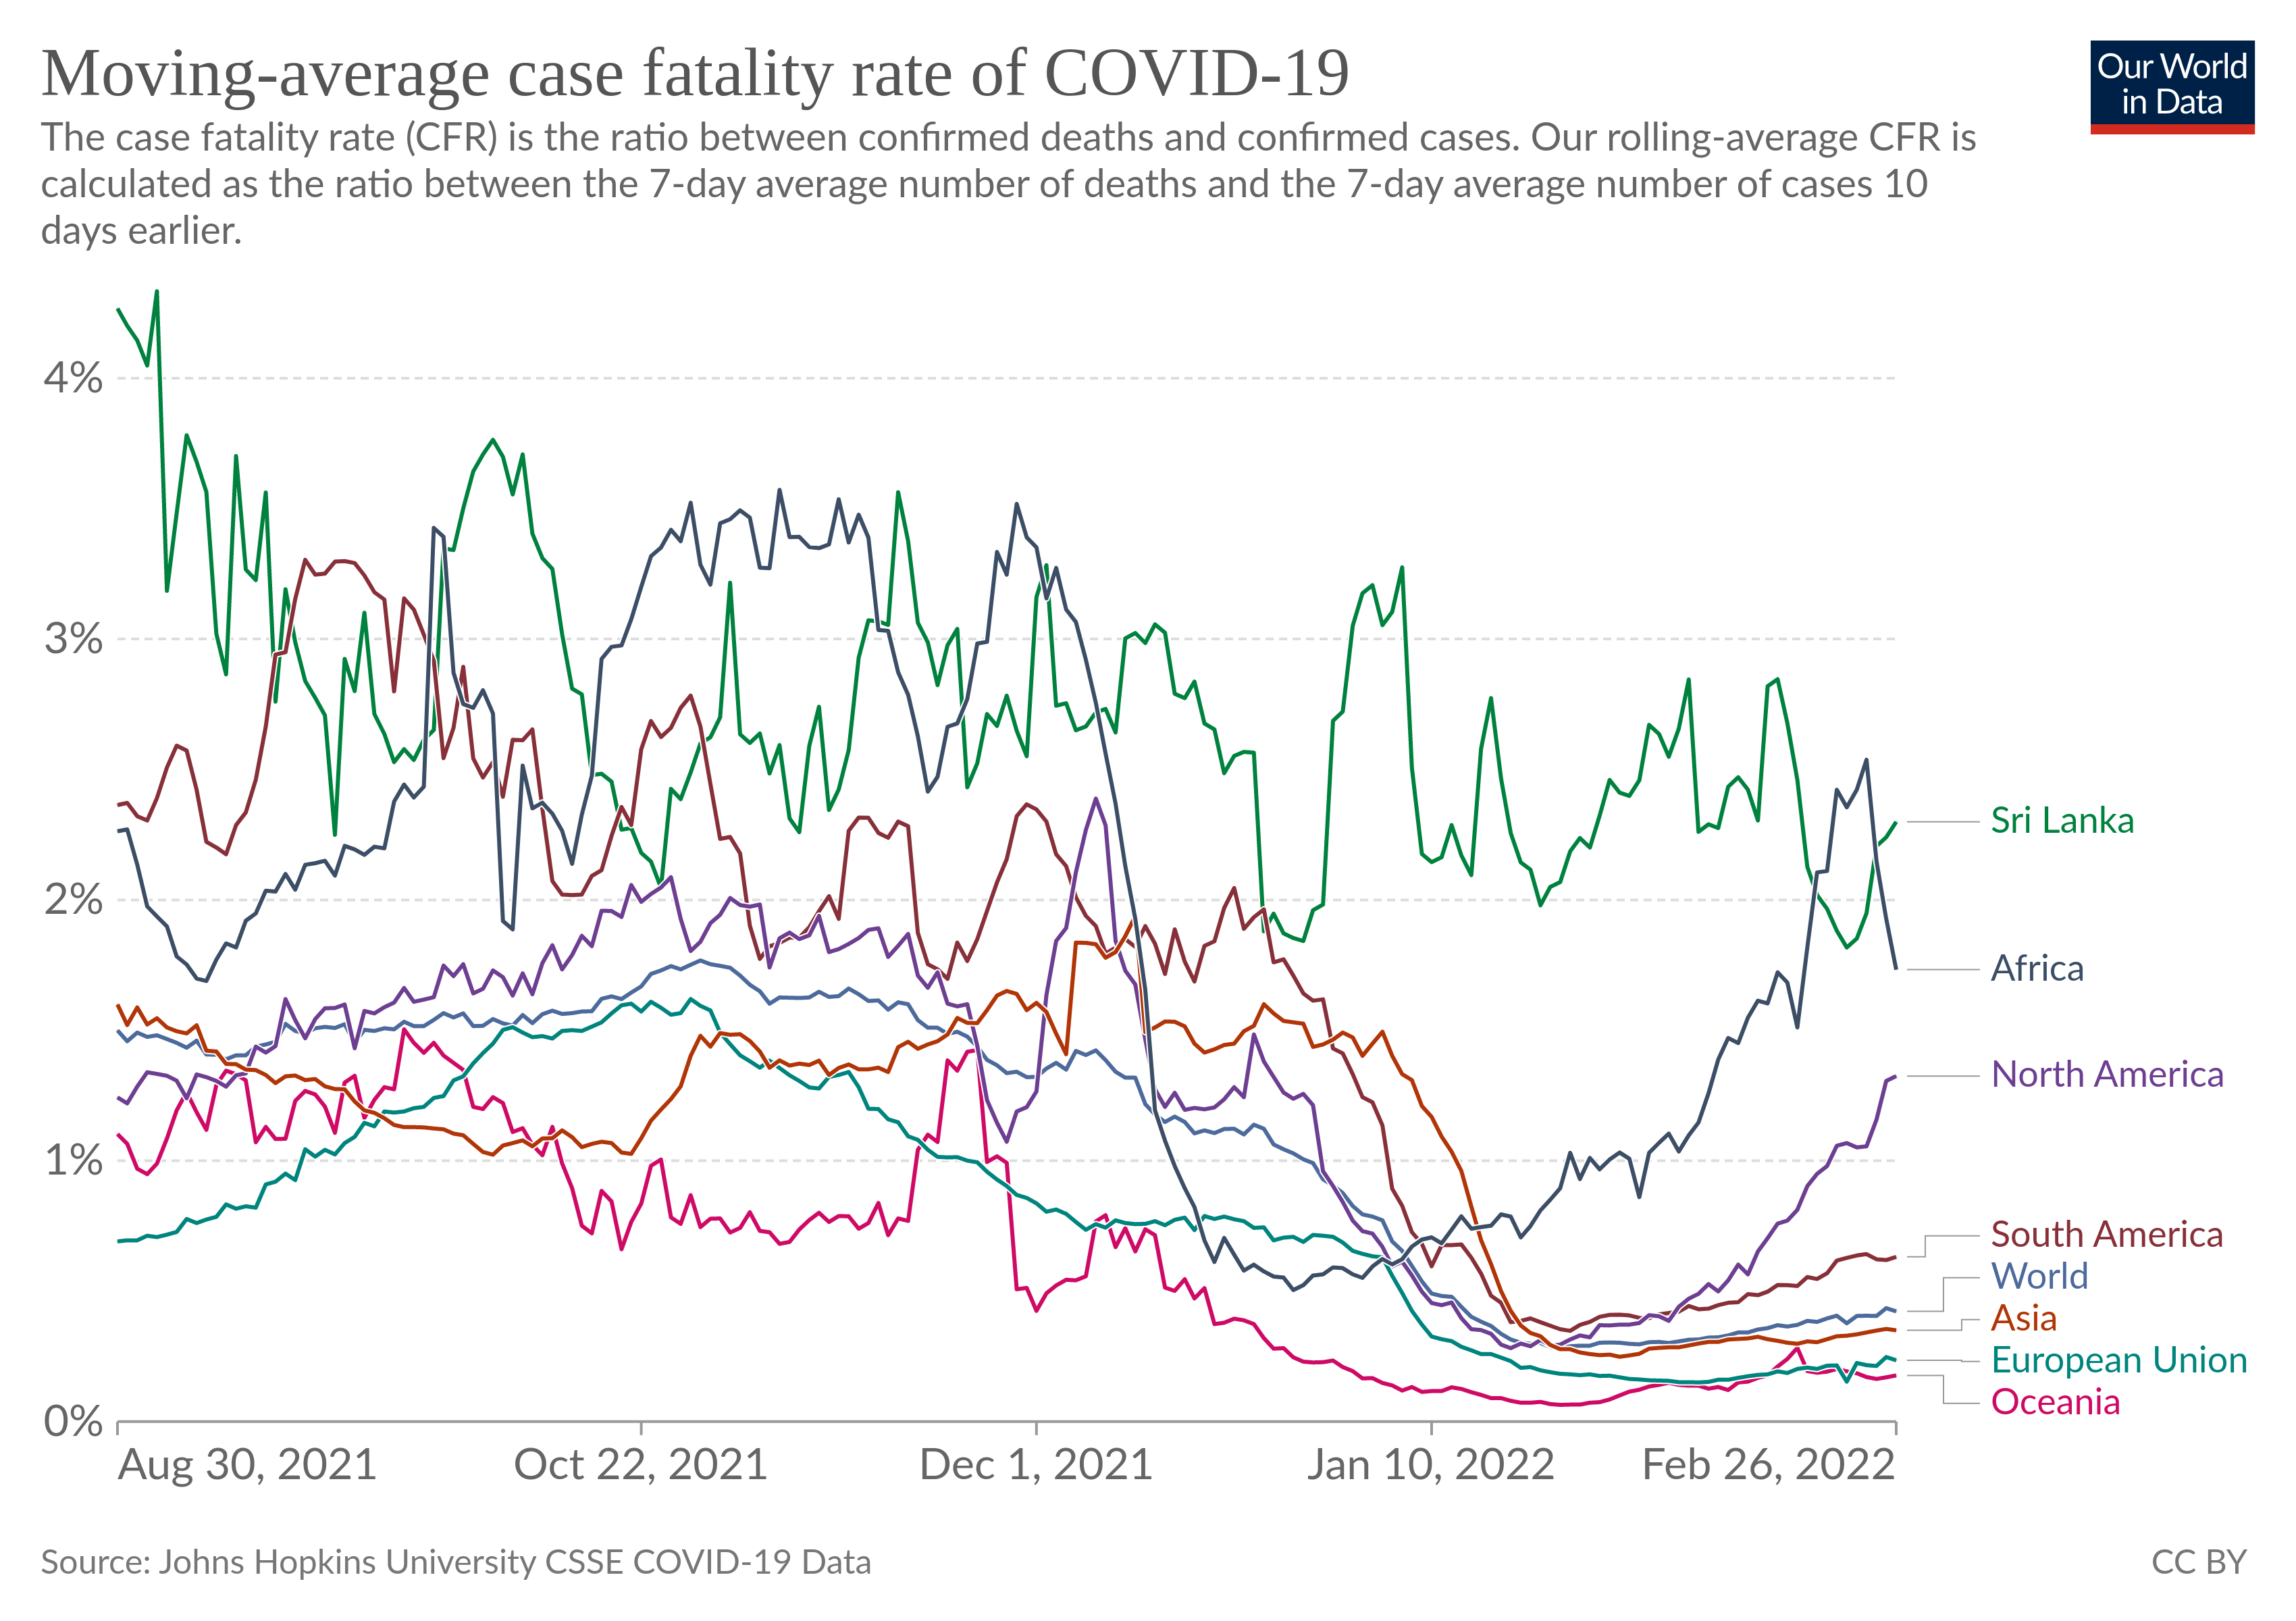 Moving-average case fatality rate of COVID-19
Our World
in Data
The case fatality rate (CFR) is the ratio between confirmed deaths and confirmed cases. Our rolling-average CFR is
calculated as the ratio between the 7-day average number of deaths and the 7-day average number of cases 10
days earlier.
4%
3%
2%
1%
0%
Sri Lanka
Africa
North America
South America
World
Asia
European Union
Oceania
Aug 30, 2021
Oct 22, 2021
Dec 1, 2021
Jan 10, 2022
Feb 26, 2022
Source: Johns Hopkins University CSSE COVID-19 Data
CC BY